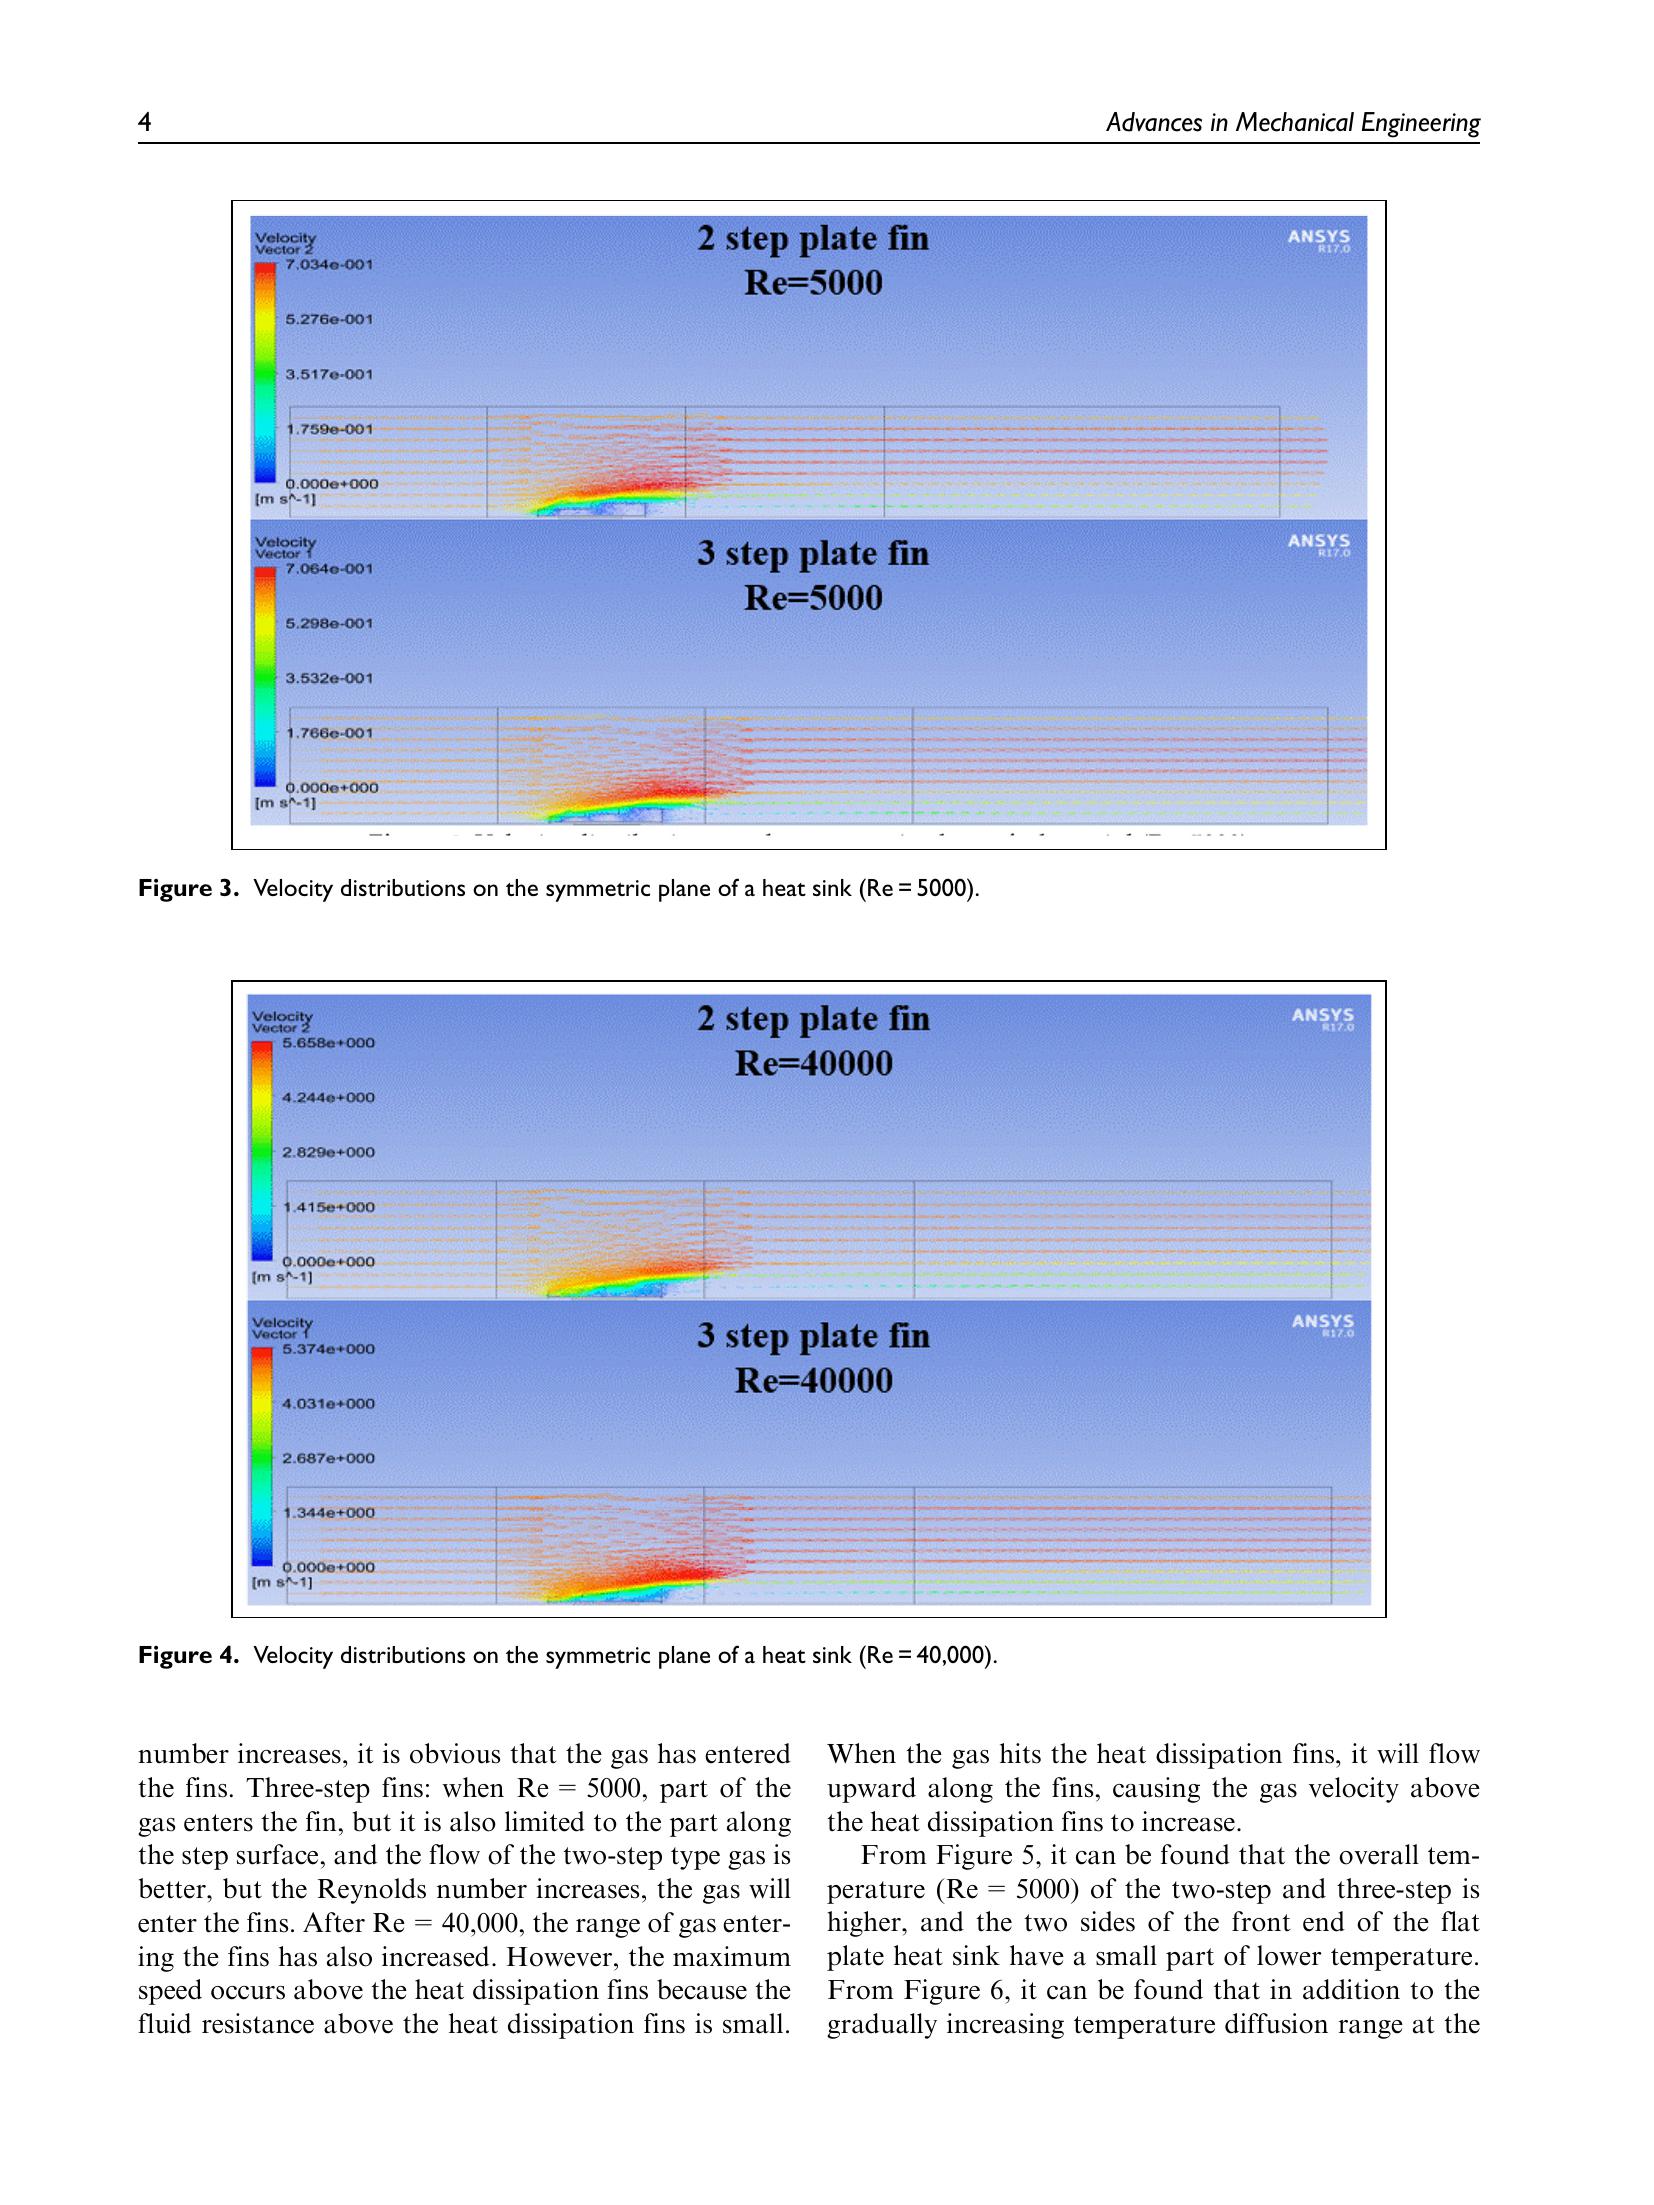 4
Advances in Mechanical Engineering
2 step plate fin
Re=5000
ANSYS
R17.0
Velocity
Vector 2
7.034e-001
5.276e-001
3.517e-001
1.759e-001
0.000e+000
[m s^-1]
3 step plate fin
Re=5000
ANSYS
R17.0
Velocity
Vector 1
7.064e-001
5.298e-001
3.532e-001
1.766e-001
0.000e+000
[m s^-1]
Figure 3. Velocity distributions on the symmetric plane of a heat sink (Re = 5000).
2 step plate fin
Re=40000
ANSYS
R17.0
Velocity
Vector 2
5.658e+000
4.244e+000
2.829e+000
1.415e+000
0.000e+000
[m s^-1]
3 step plate fin
Re=40000
ANSYS
R17.0
Velocity
Vector 1
5.374e+000
4.031e+000
2.687e+000
1.344e+000
0.000e+000
[m s^-1]
Figure 4. Velocity distributions on the symmetric plane of a heat sink (Re = 40,000).
number increases, it is obvious that the gas has entered
the fins. Three-step fins: when Re = 5000, part of the
gas enters the fin, but it is also limited to the part along
the step surface, and the flow of the two-step type gas is
better, but the Reynolds number increases, the gas will
enter the fins. After Re = 40,000, the range of gas enter-
ing the fins has also increased. However, the maximum
speed occurs above the heat dissipation fins because the
fluid resistance above the heat dissipation fins is small.
When the gas hits the heat dissipation fins, it will flow
upward along the fins, causing the gas velocity above
the heat dissipation fins to increase.
From Figure 5, it can be found that the overall tem-
perature (Re = 5000) of the two-step and three-step is
higher, and the two sides of the front end of the flat
plate heat sink have a small part of lower temperature.
From Figure 6, it can be found that in addition to the
gradually increasing temperature diffusion range at the